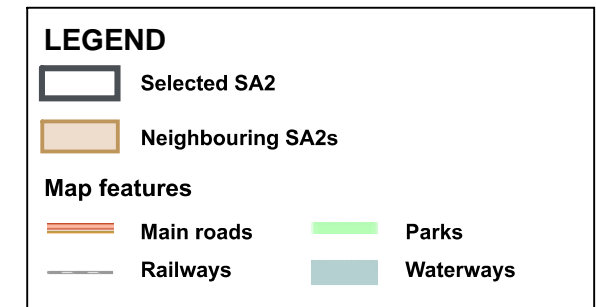 LEGEND
Selected SA2
Neighbouring SA2s
Map features
Main roads
Parks
Railways
Waterways